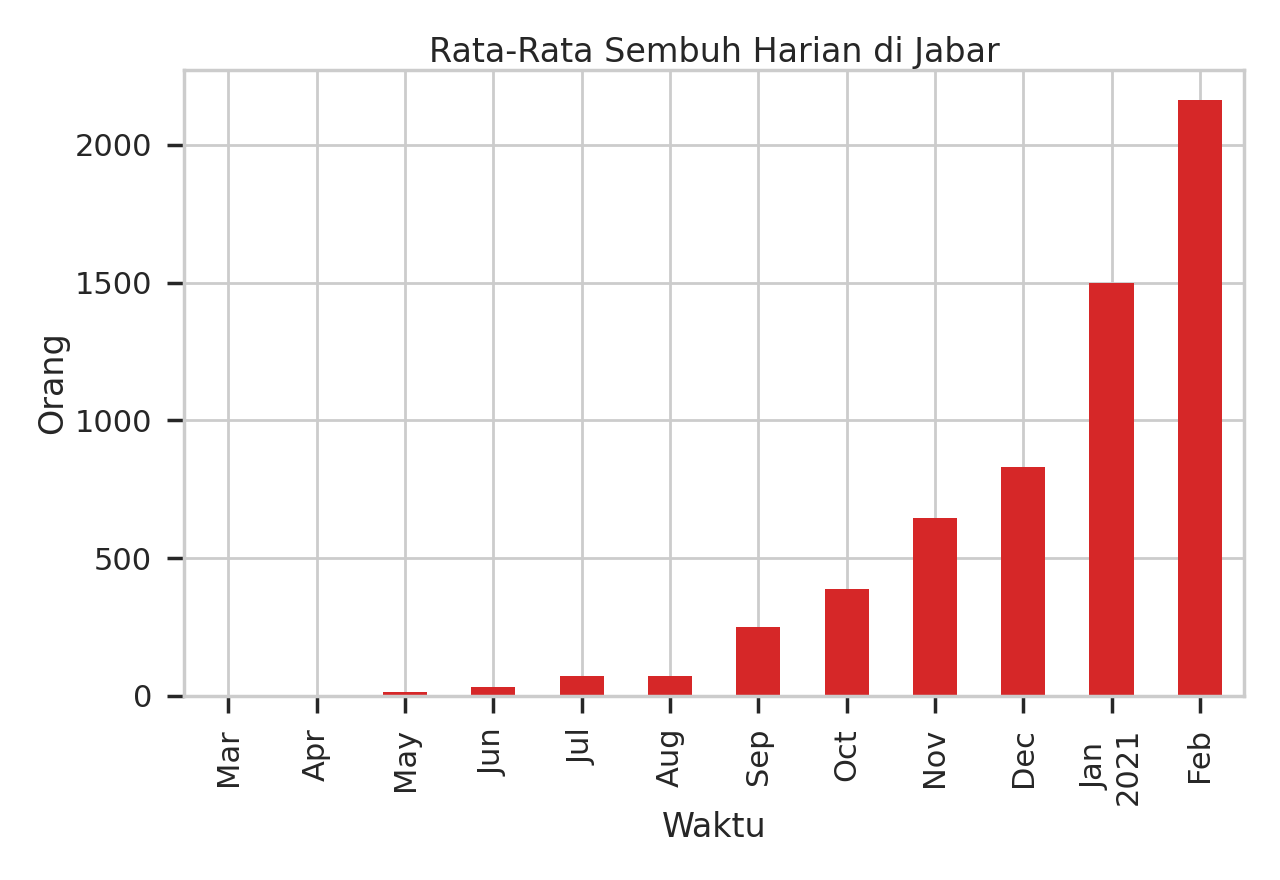 Rata-Rata Sembuh Harian di Jabar
Orang
2000
1500
1000
500
0
Mar
Apr
May
Jun
Jul
Aug
Sep
Oct
Nov
Dec
Jan
2021
Feb
Waktu